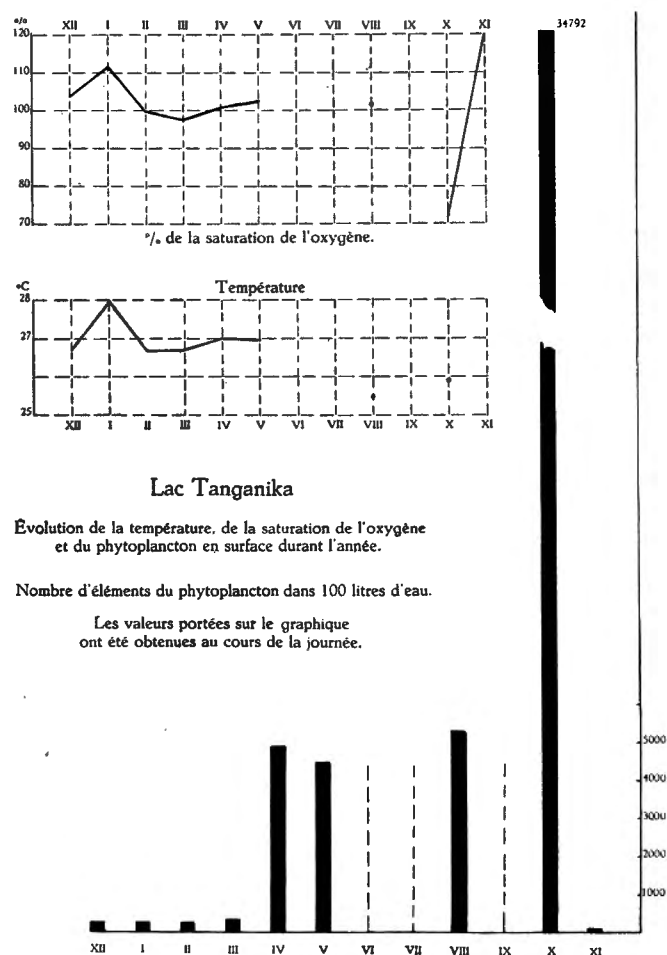 °/o XII I II III IV V VI VII VIII IX X XI 34792
120
110
100
90
80
70
°/o de la saturation de l'oxygène.
°C Température
28
27
25
XII I II III IV V VI VII VIII IX X XI
Lac Tanganika
Évolution de la température, de la saturation de l'oxygène
et du phytoplancton en surface durant l'année.
Nombre d'éléments du phytoplancton dans 100 litres d'eau.
Les valeurs portées sur le graphique
ont été obtenues au cours de la journée.
5000
4000
3000
2000
1000
XII I II III IV V VI VII VIII IX X XI